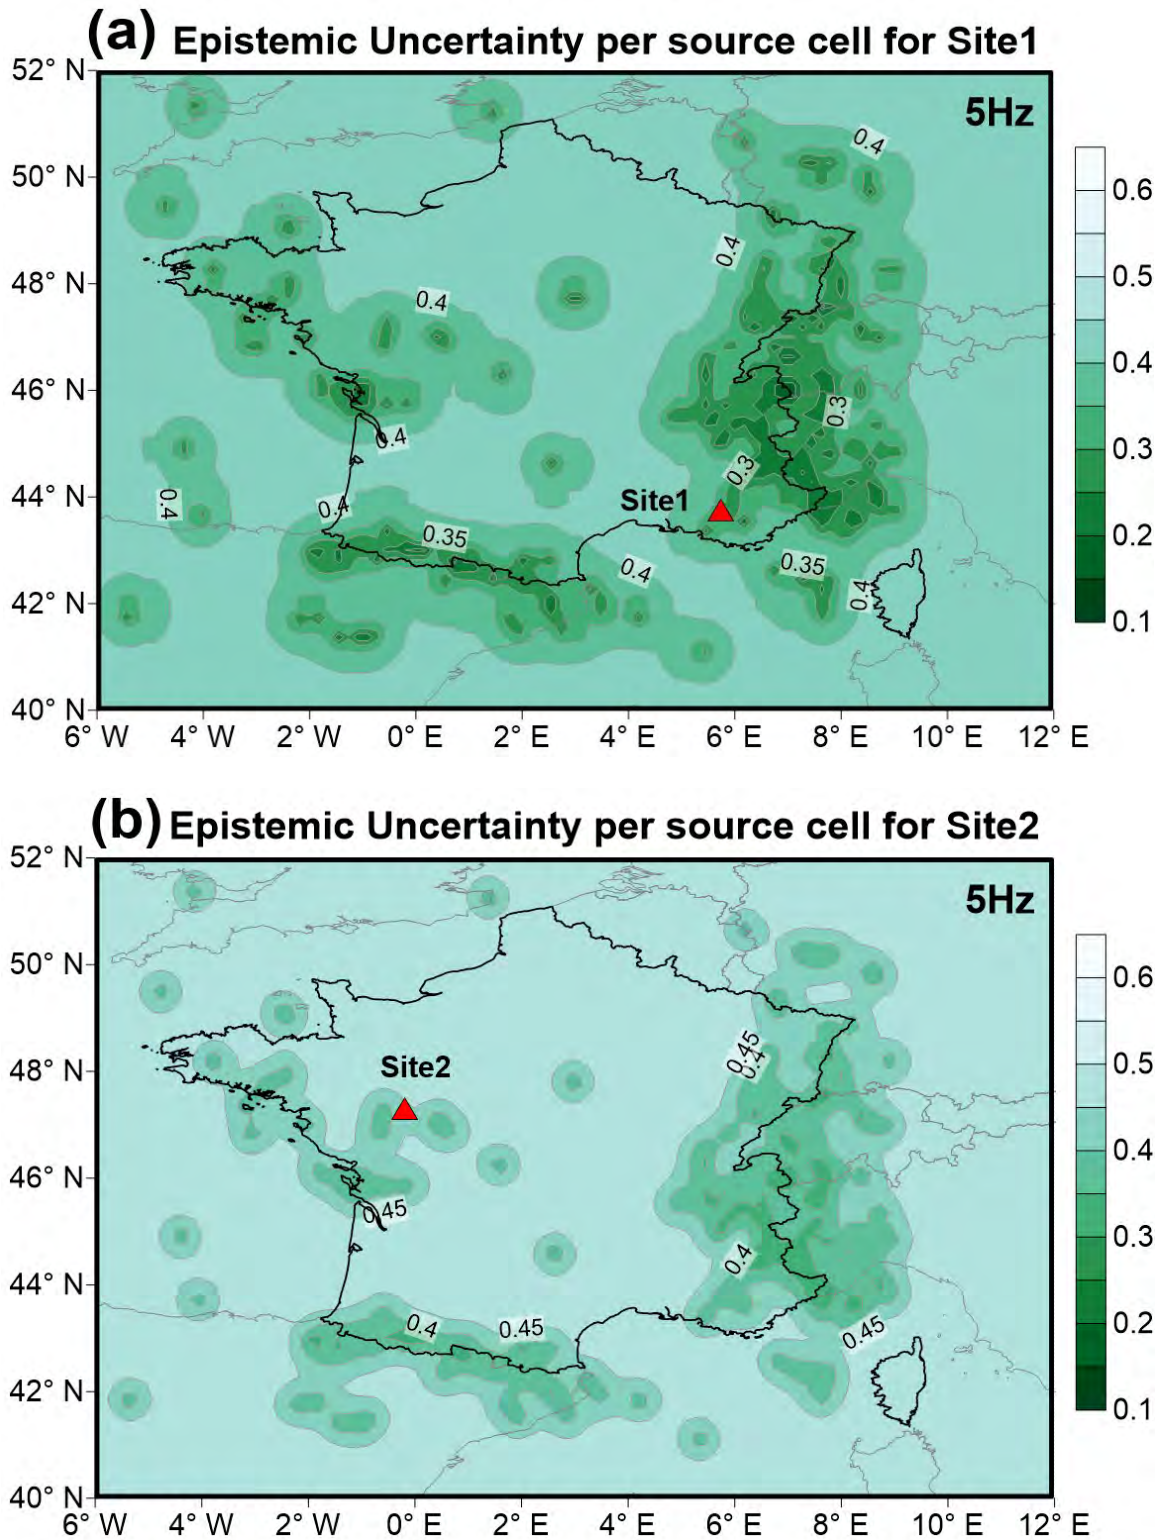 (a) Epistemic Uncertainty per source cell for Site1
52° N
5Hz
0.4
50° N
0.6
0.4
0.5
48° N
0.4
0.4
46° N
0.3
0.4
0.3
0.3
44° N
0.4
0.4
Site1
0.35
0.2
0.4
0.35
0.4
42° N
0.1
40° N
6° W 4° W 2° W 0° E 2° E 4° E 6° E 8° E 10° E 12° E
(b) Epistemic Uncertainty per source cell for Site2
52° N
5Hz
50° N
0.6
0.45
0.4
0.5
48° N
Site2
0.4
46° N
0.45
0.3
0.4
44° N
0.4
0.45
0.45
0.2
42° N
0.1
40° N
6° W 4° W 2° W 0° E 2° E 4° E 6° E 8° E 10° E 12° E